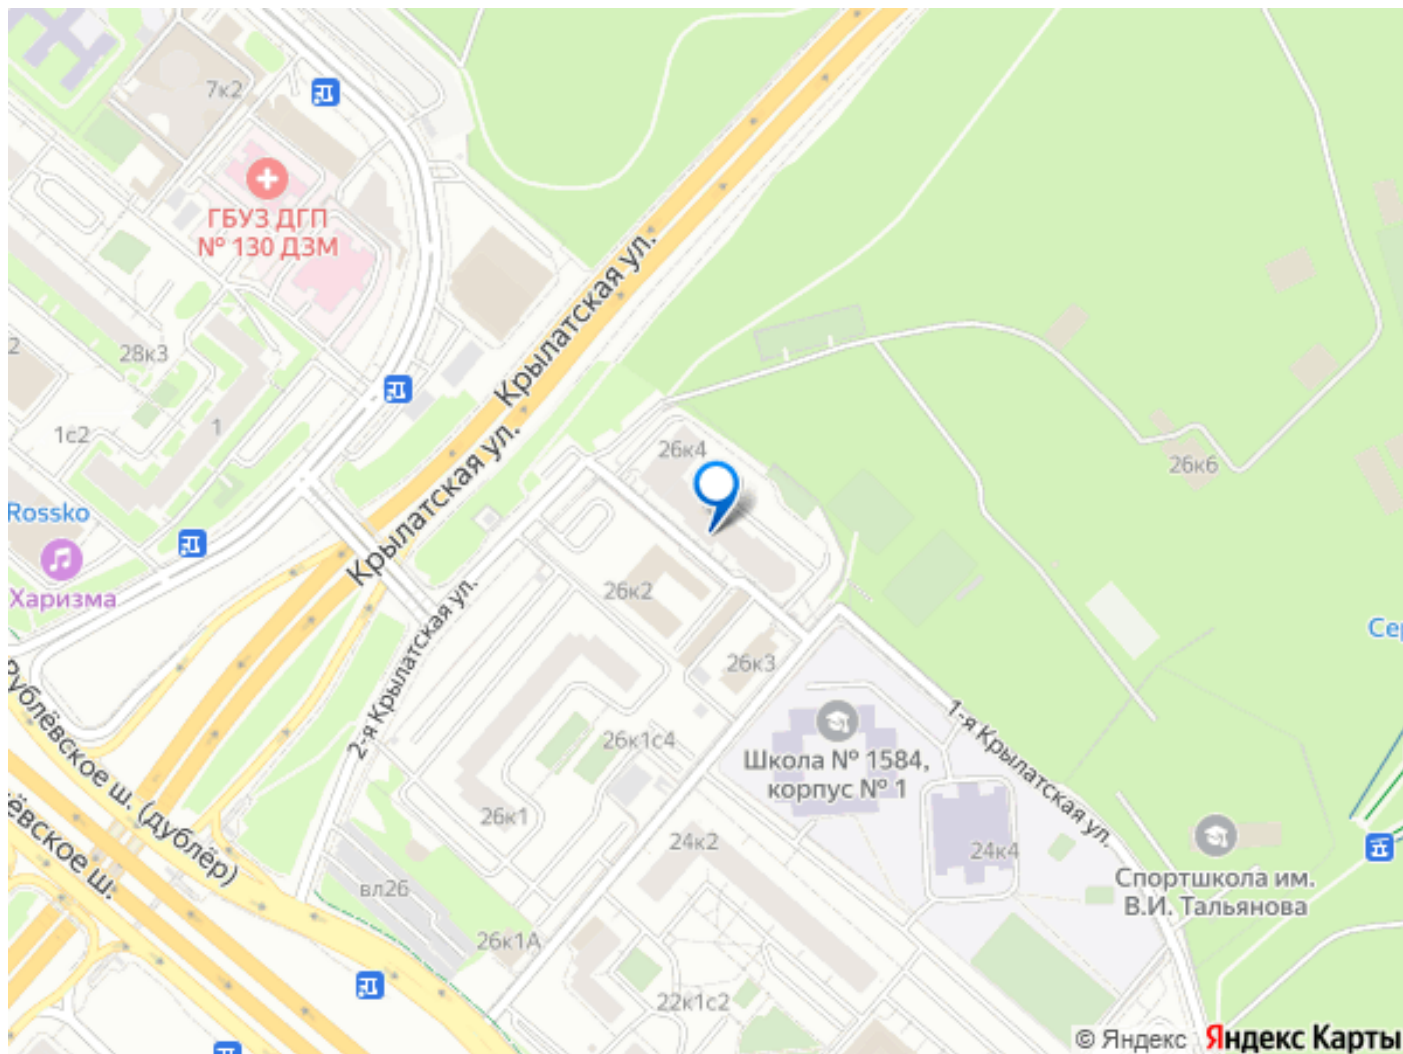 7к2
ГБУЗ ДГП
№ 130 ДЗМ
Крылатская ул.
28к3
2
1
1с2
Крылатская ул.
26к4
26к6
Rossko
Харизма
26к2
2-я Крылатская ул.
Сер
26к3
Рублёвское ш. (дублёр)
1-я Крылатская ул.
26к1с4
Школа № 1584,
корпус № 1
ёвское ш.
26к1
24к2
24к4
вл26
Спортшкола им.
В.И. Тальянова
26к1А
22к1с2
© Яндекс Яндекс Карты